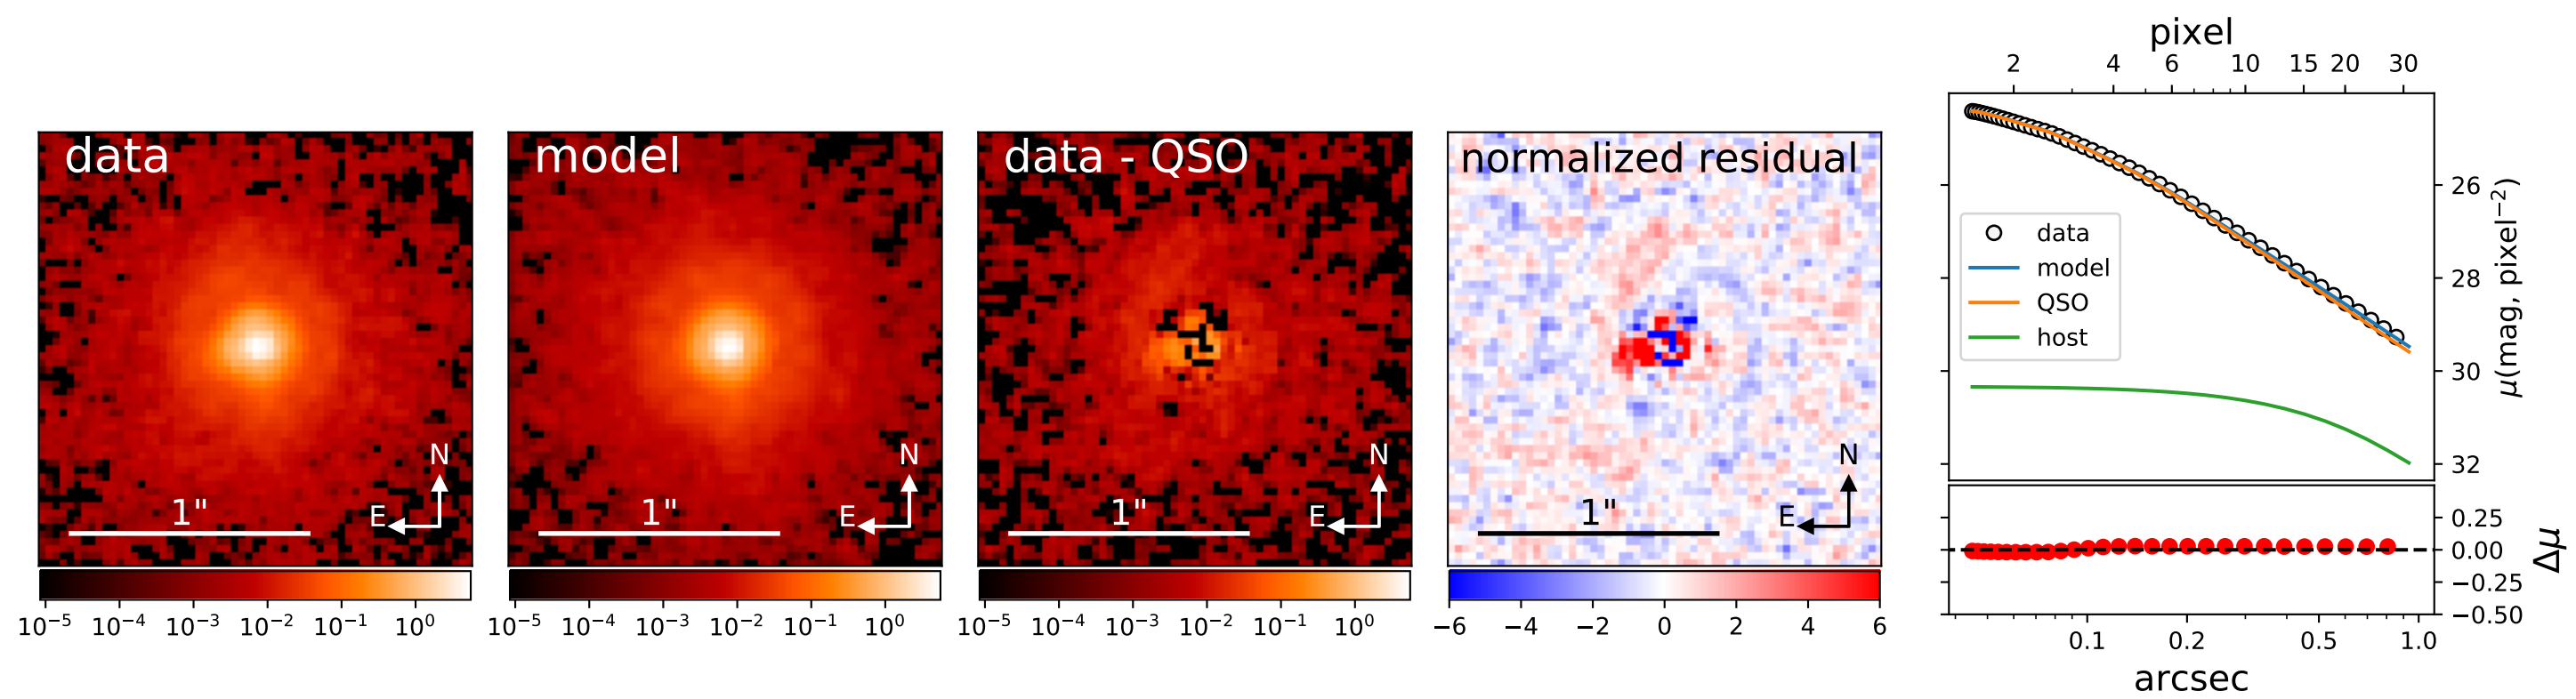 data
N
E
1"
10⁻⁵ 10⁻⁴ 10⁻³ 10⁻² 10⁻¹ 10⁰
model
N
E
1"
10⁻⁵ 10⁻⁴ 10⁻³ 10⁻² 10⁻¹ 10⁰
data - QSO
N
E
1"
10⁻⁵ 10⁻⁴ 10⁻³ 10⁻² 10⁻¹ 10⁰
normalized residual
N
E
1"
−6 −4 −2 0 2 4 6
pixel
2 4 6 10 15 20 30
data
model
QSO
host
26
28
30
32
μ(mag, pixel⁻²)
0.25
0.00
−0.25
−0.50
Δμ
0.1 0.2 0.5 1.0
arcsec